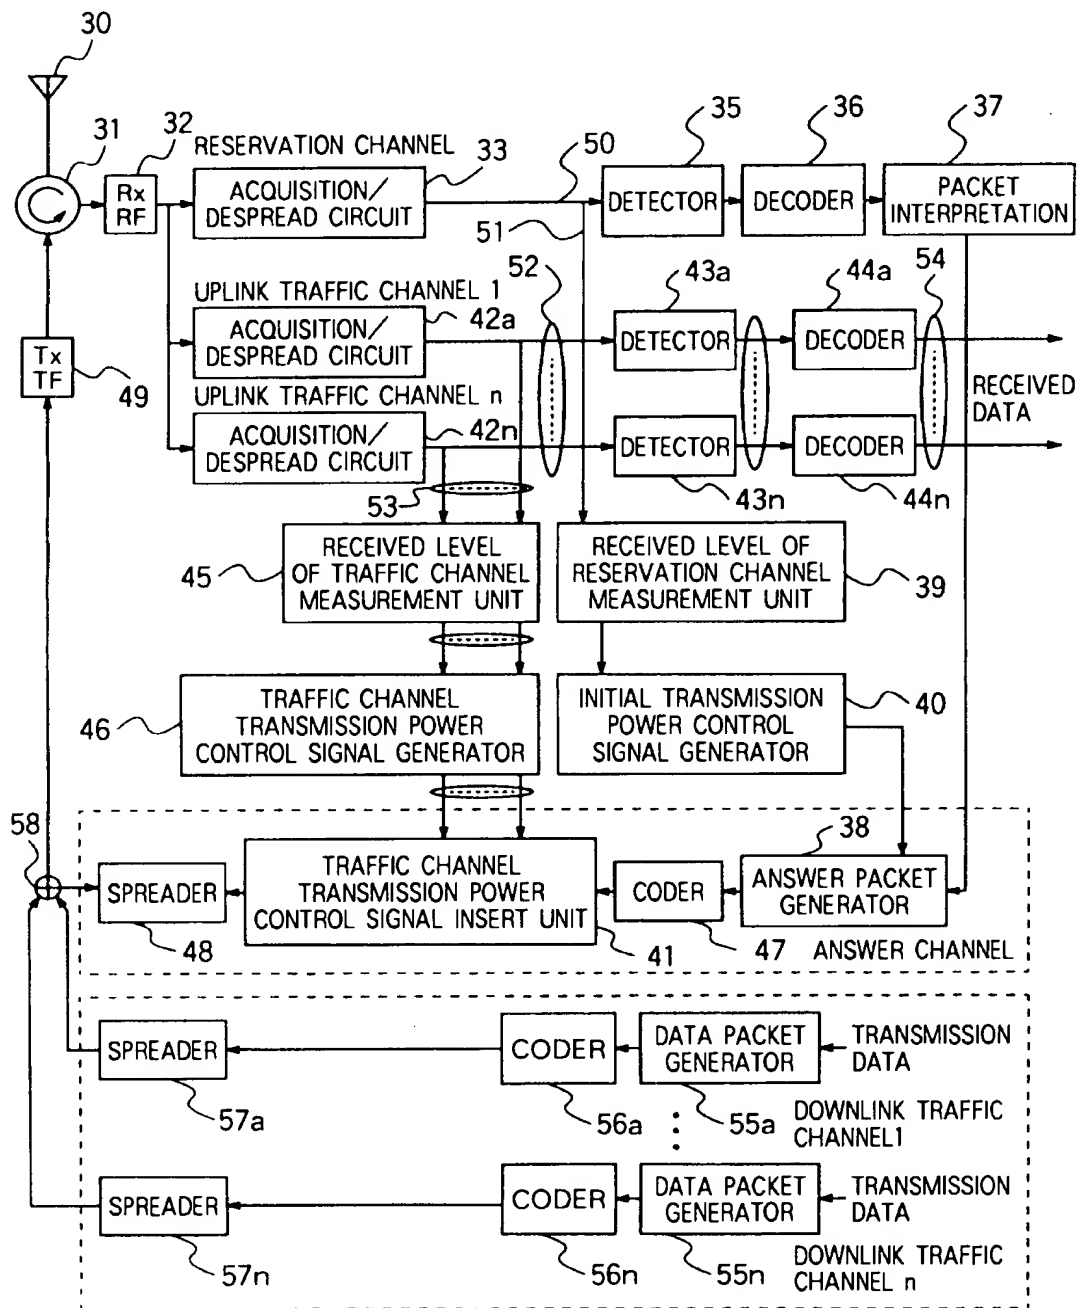 30
31
32
RESERVATION CHANNEL
33
50
35
36
37
Rx
RF
ACQUISITION/
DESPREAD CIRCUIT
DETECTOR
DECODER
PACKET
INTERPRETATION
51
52
UPLINK TRAFFIC CHANNEL 1
42a
43a
44a
54
ACQUISITION/
DESPREAD CIRCUIT
DETECTOR
DECODER
Tx
TF
49
UPLINK TRAFFIC CHANNEL n
42n
RECEIVED
DATA
ACQUISITION/
DESPREAD CIRCUIT
DETECTOR
DECODER
53
43n
44n
45
RECEIVED LEVEL
OF TRAFFIC CHANNEL
MEASUREMENT UNIT
RECEIVED LEVEL OF
RESERVATION CHANNEL
MEASUREMENT UNIT
39
46
TRAFFIC CHANNEL
TRANSMISSION POWER
CONTROL SIGNAL GENERATOR
INITIAL TRANSMISSION
POWER CONTROL
SIGNAL GENERATOR
40
58
38
SPREADER
TRAFFIC CHANNEL
TRANSMISSION POWER
CONTROL SIGNAL INSERT UNIT
CODER
ANSWER PACKET
GENERATOR
48
41
47
ANSWER CHANNEL
SPREADER
CODER
DATA PACKET
GENERATOR
TRANSMISSION
DATA
57a
56a
55a
DOWNLINK TRAFFIC
CHANNEL1
SPREADER
CODER
DATA PACKET
GENERATOR
TRANSMISSION
DATA
57n
56n
55n
DOWNLINK TRAFFIC
CHANNEL n